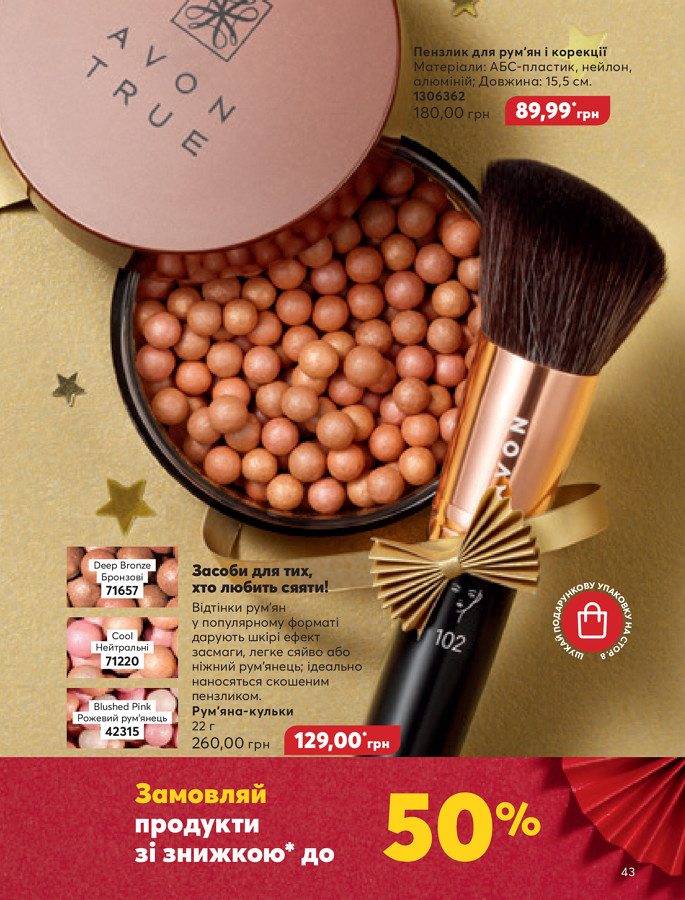 AVON
TRUE
Пензлик для рум'ян і корекції
Матеріали: АБС-пластик, нейлон,
алюміній; Довжина: 15,5 см.
1306362
180,00 грн
89,99* грн
AVON
102
Deep Bronze
Бронзові
71657
Cool
Нейтральні
71220
Blushed Pink
Рожевий рум'янець
42315
Засоби для тих,
хто любить сяяти!
Відтінки рум'ян
у популярному форматі
дарують шкірі ефект
засмаги, легке сяйво або
ніжний рум'янець; ідеально
наносяться скошеним
пензликом.
Рум'яна-кульки
22 г
260,00 грн
129,00* грн
ШУКАЙ ПОДАРУНКОВУ УПАКОВКУ НА СТОР. 8
Замовляй
продукти
зі знижкою* до
50%
43